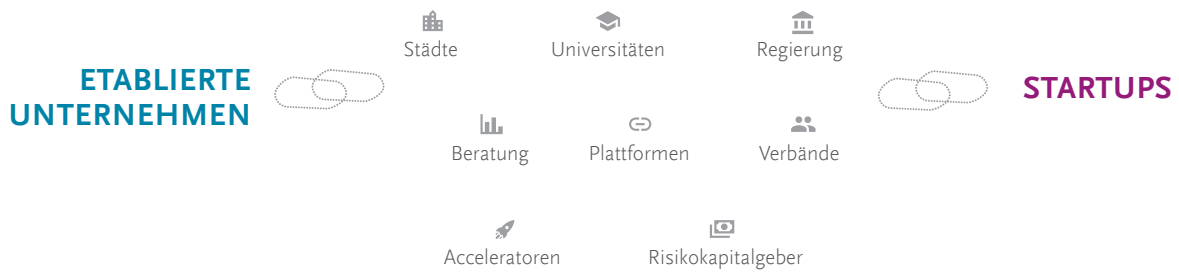 Städte
Universitäten
Regierung
ETABLIERTE
UNTERNEHMEN
STARTUPS
Beratung
Plattformen
Verbände
Acceleratoren
Risikokapitalgeber